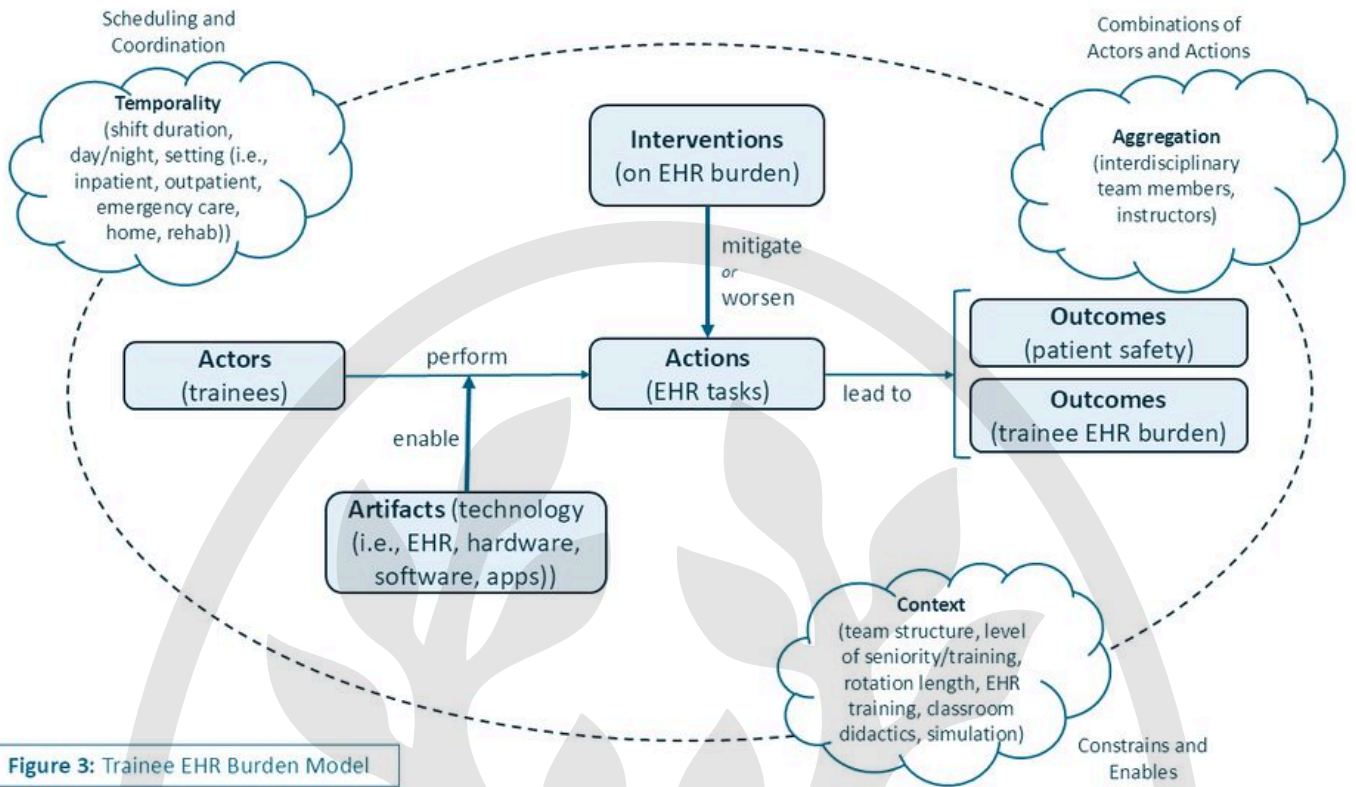 Scheduling and
Coordination
Temporality
(shift duration,
day/night, setting (i.e.,
inpatient, outpatient,
emergency care,
home, rehab))
Combinations of
Actors and Actions
Aggregation
(interdisciplinary
team members,
instructors)
Interventions
(on EHR burden)
mitigate
or
worsen
Actors
(trainees)
perform
Actions
(EHR tasks)
lead to
Outcomes
(patient safety)
Outcomes
(trainee EHR burden)
enable
Artifacts (technology
(i.e., EHR, hardware,
software, apps))
Context
(team structure, level
of seniority/training,
rotation length, EHR
training, classroom
didactics, simulation)
Constrains and
Enables
Figure 3: Trainee EHR Burden Model